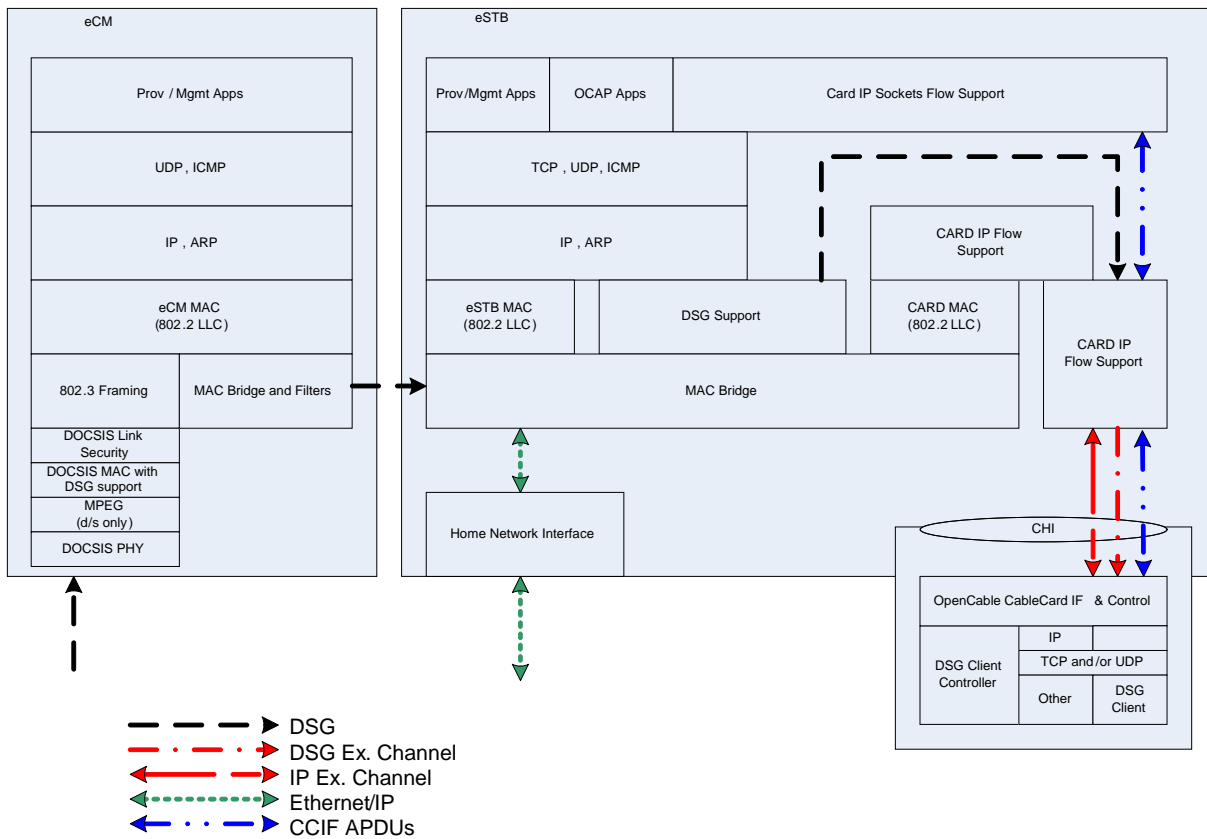 eCM
Prov / Mgmt Apps
UDP, ICMP
IP , ARP
eCM MAC
(802.2 LLC)
802.3 Framing
MAC Bridge and Filters
DOCSIS Link
Security
DOCSIS MAC with
DSG support
MPEG
(d/s only)
DOCSIS PHY
eSTB
Prov/Mgmt Apps
OCAP Apps
Card IP Sockets Flow Support
TCP , UDP, ICMP
IP , ARP
CARD IP Flow
Support
eSTB MAC
(802.2 LLC)
DSG Support
CARD MAC
(802.2 LLC)
CARD IP
Flow Support
MAC Bridge
Home Network Interface
CHI
OpenCable CableCard IF & Control
DSG Client
Controller
IP
TCP and/or UDP
Other
DSG
Client
DSG
DSG Ex. Channel
IP Ex. Channel
Ethernet/IP
CCIF APDUs